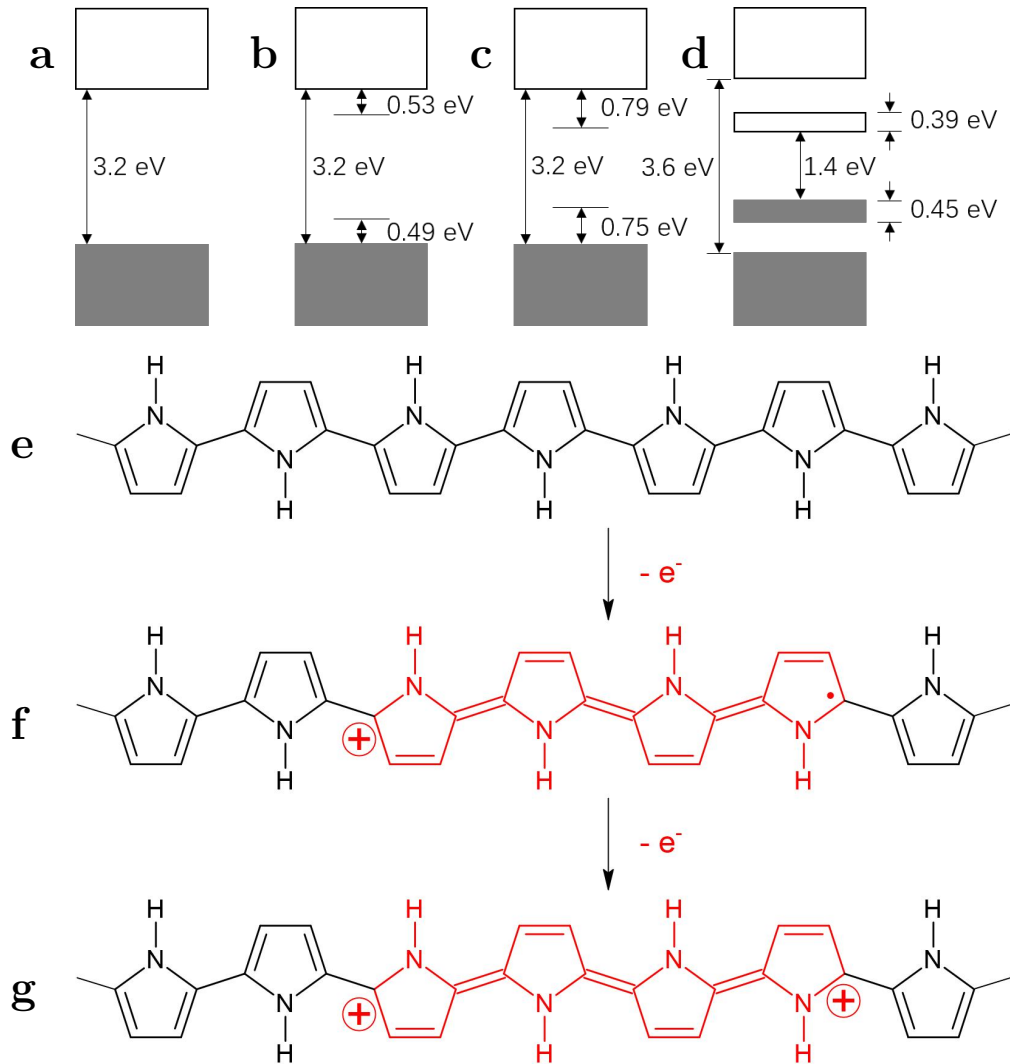 a b c d
0.53 eV 0.79 eV 0.39 eV
3.2 eV 3.2 eV 3.2 eV 3.6 eV 1.4 eV
0.49 eV 0.75 eV 0.45 eV
H H H H
N N N N
e
N N N
H H H
- e-
H H H
N N N N
f
·
+
N N N
H H H
- e-
H H H
N N N N
g
+ +
N N N
H H H